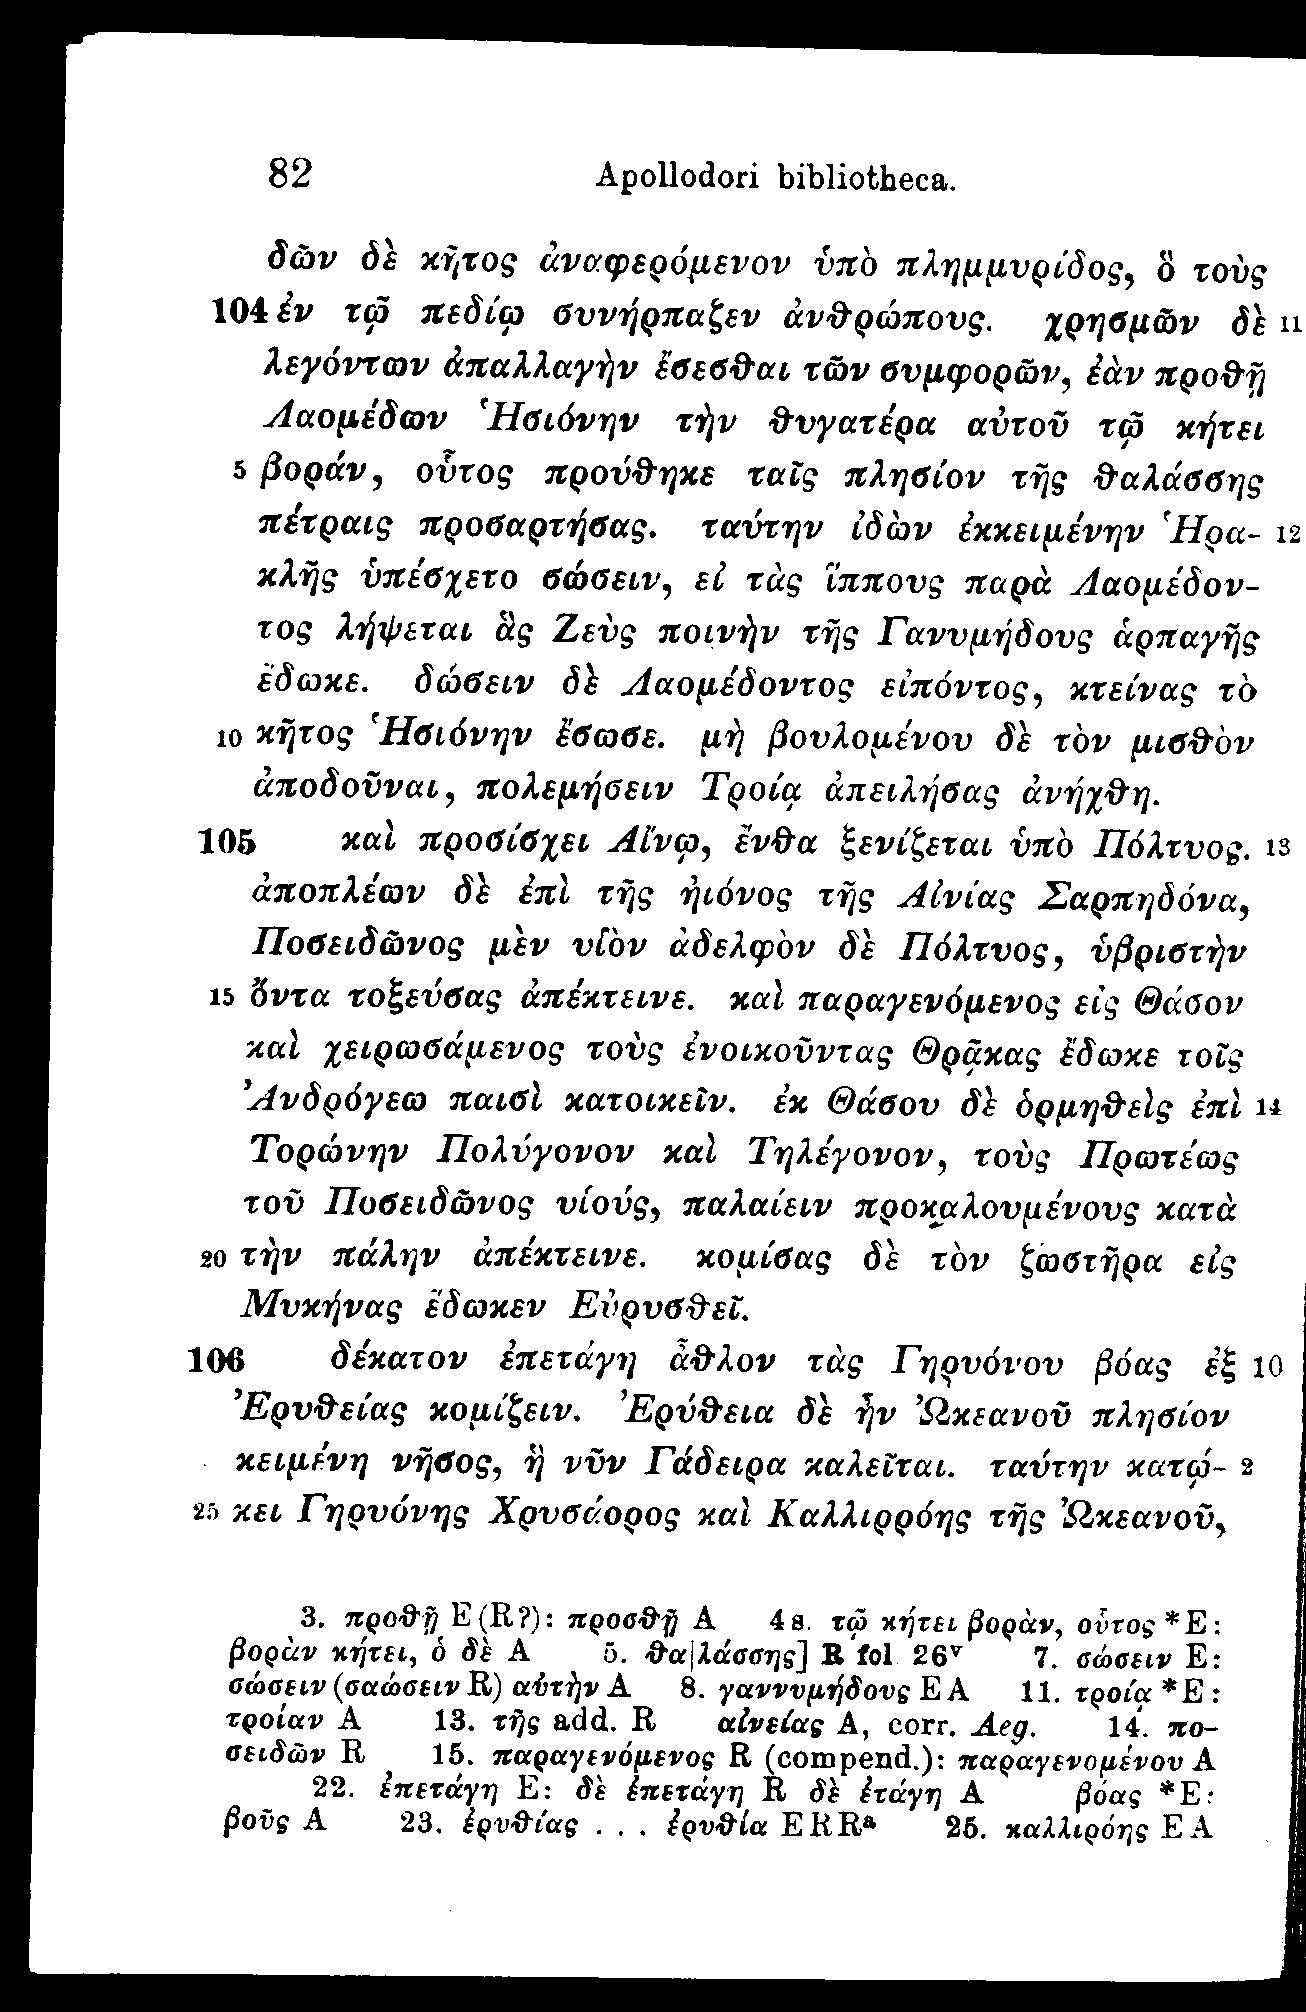 82 Apollodori bibliotheca.
δῶν δὲ κῆτος ἀναφερόμενον ὑπὸ πλημμυρίδος, ὃ τοὺς
104 ἐν τῷ πεδίῳ συνήρπαζεν ἀνθρώπους. χρησμῶν δὲ 11
λεγόντων ἀπαλλαγὴν ἔσεσθαι τῶν συμφορῶν, ἐὰν προθῇ
Λαομέδων Ἡσιόνην τὴν θυγατέρα αὐτοῦ τῷ κήτει
5 βοράν, οὗτος προύθηκε ταῖς πλησίον τῆς θαλάσσης
πέτραις προσαρτήσας. ταύτην ἰδὼν ἐκκειμένην Ἡρα- 12
κλῆς ὑπέσχετο σώσειν, εἰ τὰς ἵππους παρὰ Λαομέδον-
τος λήψεται ἃς Ζεὺς ποινὴν τῆς Γανυμήδους ἁρπαγῆς
ἔδωκε. δώσειν δὲ Λαομέδοντος εἰπόντος, κτείνας τὸ
10 κῆτος Ἡσιόνην ἔσωσε. μὴ βουλομένου δὲ τὸν μισθὸν
ἀποδοῦναι, πολεμήσειν Τροίᾳ ἀπειλήσας ἀνήχθη.
105 καὶ προσίσχει Αἴνῳ, ἔνθα ξενίζεται ὑπὸ Πόλτυος. 13
ἀποπλέων δὲ ἐπὶ τῆς ἠιόνος τῆς Αἰνίας Σαρπηδόνα,
Ποσειδῶνος μὲν υἱὸν ἀδελφὸν δὲ Πόλτυος, ὑβριστὴν
15 ὄντα τοξεύσας ἀπέκτεινε. καὶ παραγενόμενος εἰς Θάσον
καὶ χειρωσάμενος τοὺς ἐνοικοῦντας Θρᾷκας ἔδωκε τοῖς
Ἀνδρόγεω παισὶ κατοικεῖν. ἐκ Θάσου δὲ ὁρμηθεὶς ἐπὶ 14
Τορώνην Πολύγονον καὶ Τηλέγονον, τοὺς Πρωτέως
τοῦ Ποσειδῶνος υἱούς, παλαίειν προκαλουμένους κατὰ
20 τὴν πάλην ἀπέκτεινε. κομίσας δὲ τὸν ζωστῆρα εἰς
Μυκήνας ἔδωκεν Εὐρυσθεῖ.
106 δέκατον ἐπετάγη ἆθλον τὰς Γηρυόνου βόας ἐξ 10
Ἐρυθείας κομίζειν. Ἐρύθεια δὲ ἦν Ὠκεανοῦ πλησίον
κειμένη νῆσος, ἣ νῦν Γάδειρα καλεῖται. ταύτην κατῴ- 2
25 κει Γηρυόνης Χρυσάορος καὶ Καλλιρρόης τῆς Ὠκεανοῦ,
3. προθῇ E (R?): προσθῇ A 4 s. τῷ κήτει βορὰν, οὗτος *E:
βορὰν κήτει, ὁ δὲ A 5. θα|λάσσης] R fol 26ᵛ 7. σώσειν E:
σώσειν (σαώσειν R) αὐτὴν A 8. γαννυμήδους E A 11. τροίᾳ *E:
τροίαν A 13. τῆς add. R αἰνείας A, corr. Aeg. 14. πο-
σειδῶν R 15. παραγενόμενος R (compend.): παραγενομένου A
22. ἐπετάγη E: δὲ ἐπετάγη R δὲ ἐτάγη A βόας *E:
βοῦς A 23. ἐρυθίας . . . ἐρυθία E R Rᵃ 25. καλλιρόης E A